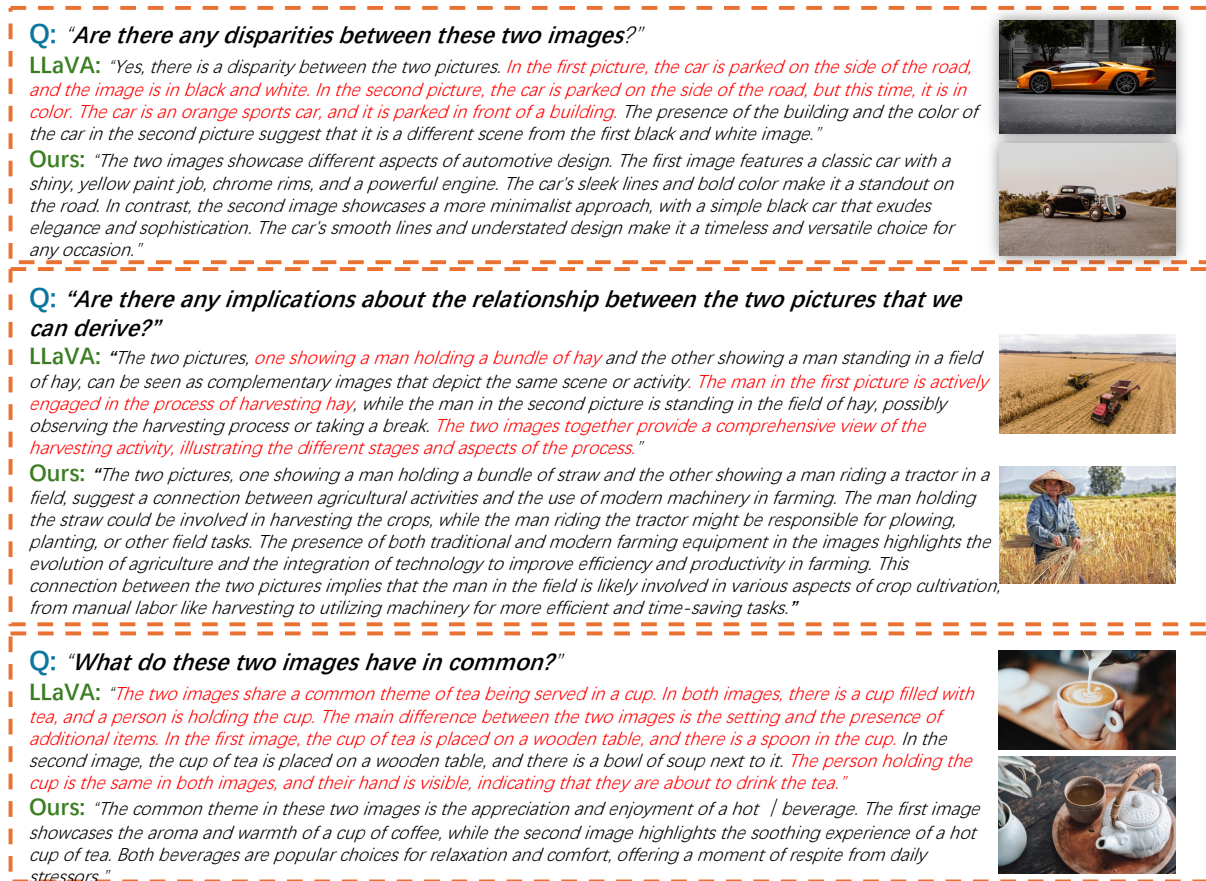 Q: “Are there any disparities between these two images?”
LLaVA: “Yes, there is a disparity between the two pictures. In the first picture, the car is parked on the side of the road,
and the image is in black and white. In the second picture, the car is parked on the side of the road, but this time, it is in
color. The car is an orange sports car, and it is parked in front of a building. The presence of the building and the color of
the car in the second picture suggest that it is a different scene from the first black and white image.”
Ours: “The two images showcase different aspects of automotive design. The first image features a classic car with a
shiny, yellow paint job, chrome rims, and a powerful engine. The car's sleek lines and bold color make it a standout on
the road. In contrast, the second image showcases a more minimalist approach, with a simple black car that exudes
elegance and sophistication. The car's smooth lines and understated design make it a timeless and versatile choice for
any occasion.”
Q: “Are there any implications about the relationship between the two pictures that we
can derive?”
LLaVA: “The two pictures, one showing a man holding a bundle of hay and the other showing a man standing in a field
of hay, can be seen as complementary images that depict the same scene or activity. The man in the first picture is actively
engaged in the process of harvesting hay, while the man in the second picture is standing in the field of hay, possibly
observing the harvesting process or taking a break. The two images together provide a comprehensive view of the
harvesting activity, illustrating the different stages and aspects of the process.”
Ours: “The two pictures, one showing a man holding a bundle of straw and the other showing a man riding a tractor in a
field, suggest a connection between agricultural activities and the use of modern machinery in farming. The man holding
the straw could be involved in harvesting the crops, while the man riding the tractor might be responsible for plowing,
planting, or other field tasks. The presence of both traditional and modern farming equipment in the images highlights the
evolution of agriculture and the integration of technology to improve efficiency and productivity in farming. This
connection between the two pictures implies that the man in the field is likely involved in various aspects of crop cultivation,
from manual labor like harvesting to utilizing machinery for more efficient and time-saving tasks.”
Q: “What do these two images have in common?”
LLaVA: “The two images share a common theme of tea being served in a cup. In both images, there is a cup filled with
tea, and a person is holding the cup. The main difference between the two images is the setting and the presence of
additional items. In the first image, the cup of tea is placed on a wooden table, and there is a spoon in the cup. In the
second image, the cup of tea is placed on a wooden table, and there is a bowl of soup next to it. The person holding the
cup is the same in both images, and their hand is visible, indicating that they are about to drink the tea.”
Ours: “The common theme in these two images is the appreciation and enjoyment of a hot | beverage. The first image
showcases the aroma and warmth of a cup of coffee, while the second image highlights the soothing experience of a hot
cup of tea. Both beverages are popular choices for relaxation and comfort, offering a moment of respite from daily
stressors.”